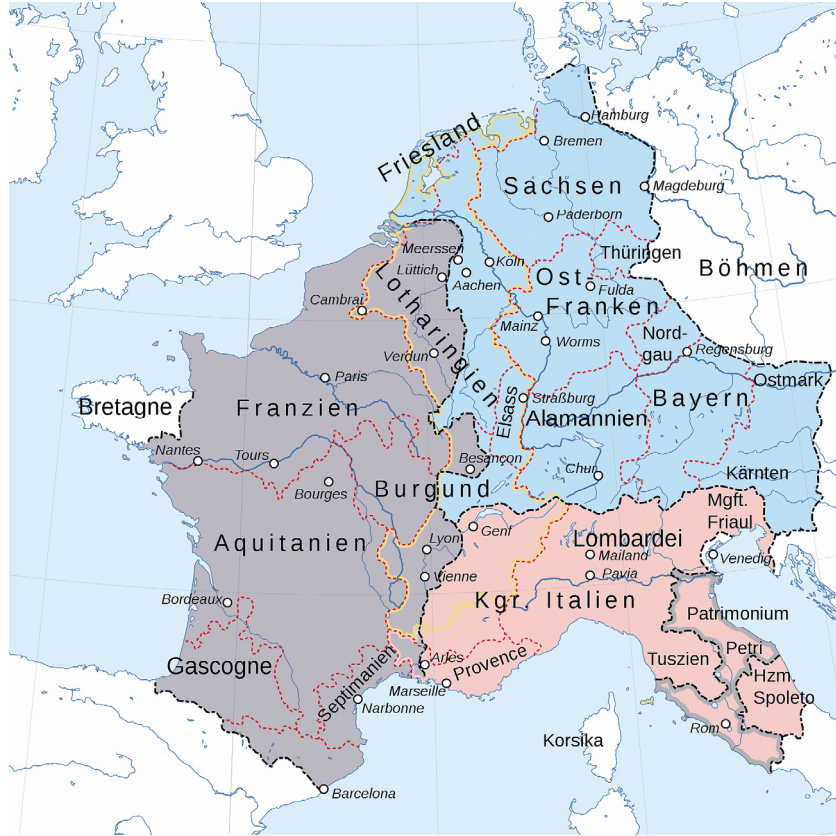 Hamburg
Friesland
Bremen
Sachsen
Magdeburg
Paderborn
Meerssen
Köln
Thüringen
Lüttich
Aachen
Ost-
Franken
Fulda
Böhmen
Cambrai
Lotharingien
Mainz
Worms
Nord-
gau
Regensburg
Verdun
Paris
Ostmark
Bretagne
Franzien
Elsass
Straßburg
Alamannien
Bayern
Nantes
Tours
Besançon
Chur
Kärnten
Bourges
Burgund
Mgft.
Friaul
Genf
Lombardei
Aquitanien
Lyon
Mailand
Venedig
Vienne
Pavia
Bordeaux
Kgr. Italien
Patrimonium
Petri
Gascogne
Septimanien
Arles
Provence
Tuszien
Hzm.
Spoleto
Marseille
Narbonne
Rom
Korsika
Barcelona